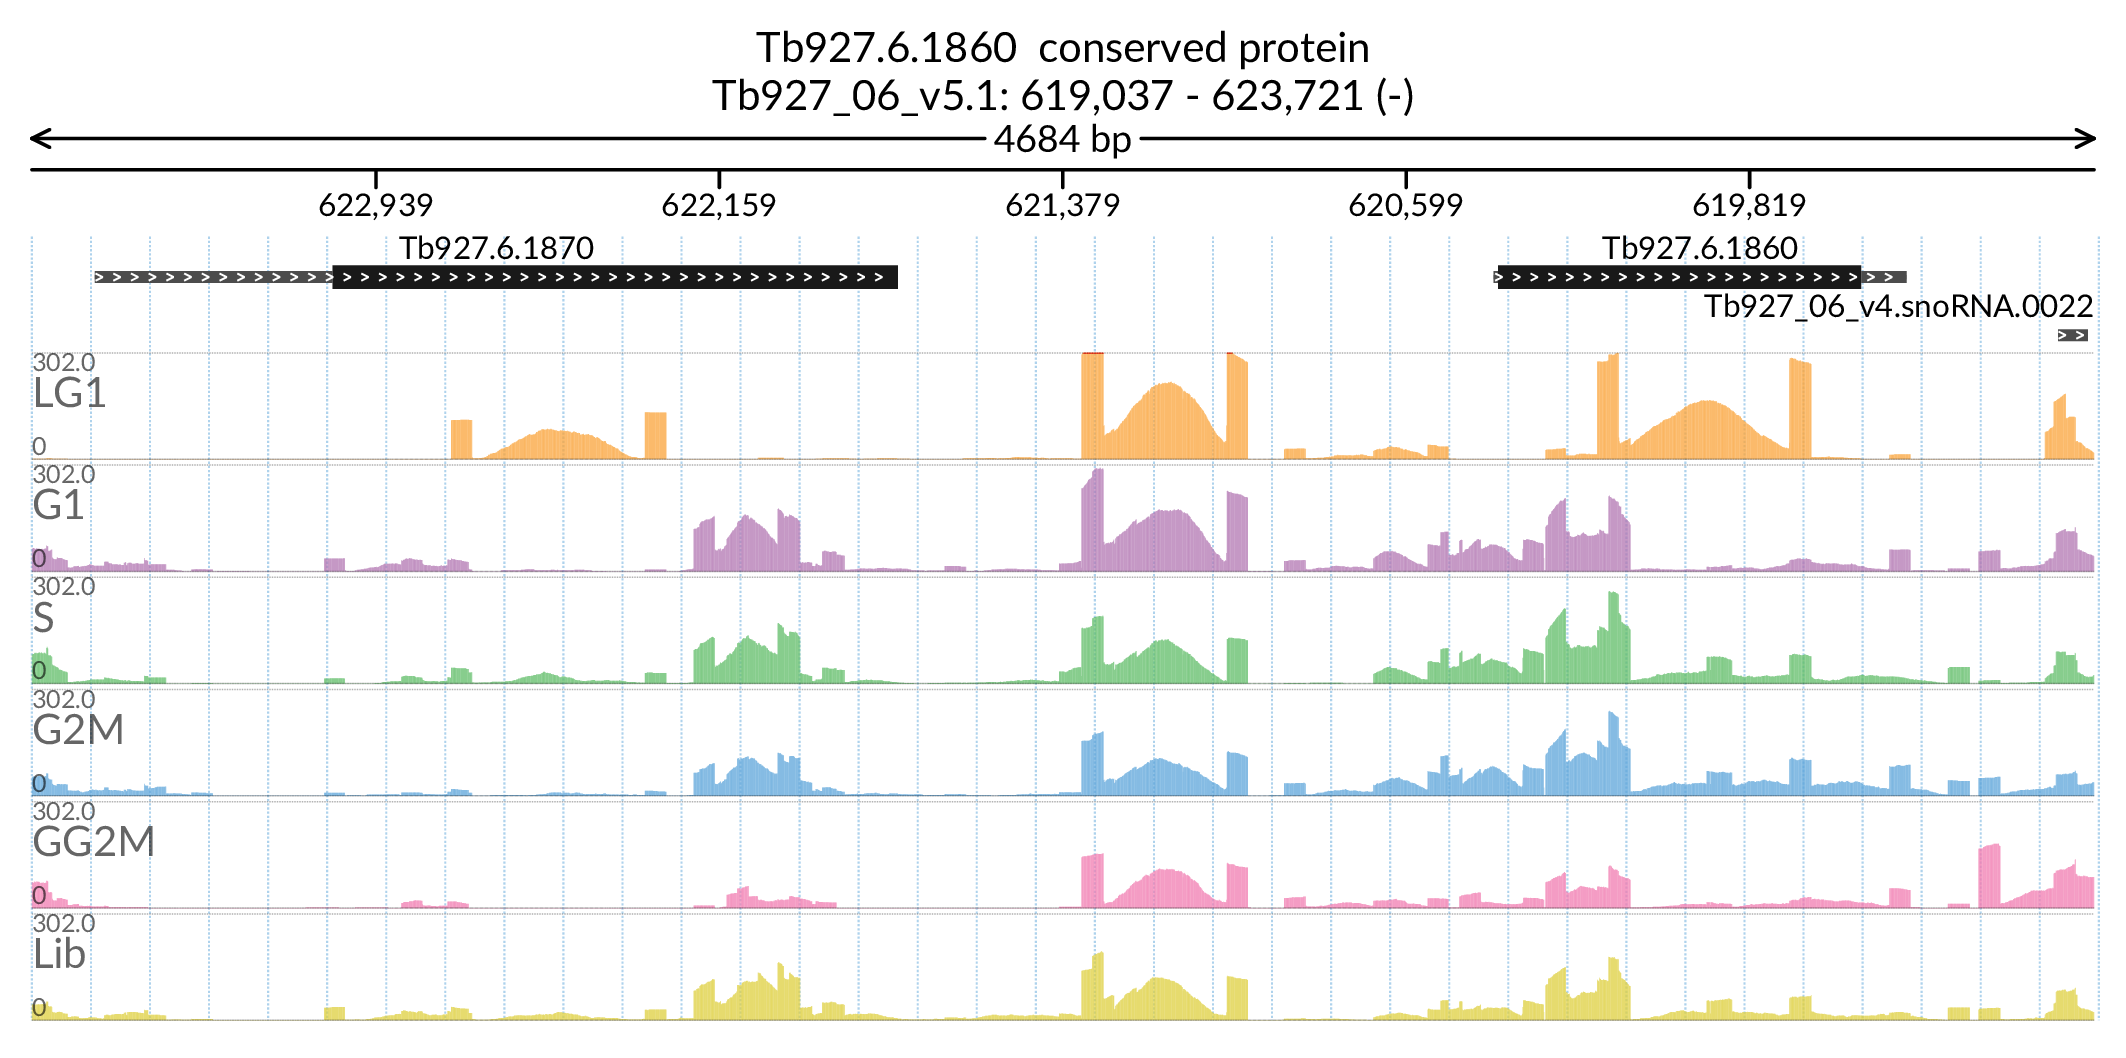 Tb927.6.1860  conserved protein
Tb927_06_v5.1: 619,037 - 623,721 (-)
4684 bp
622,939 622,159 621,379 620,599 619,819
Tb927.6.1870 Tb927.6.1860
Tb927_06_v4.snoRNA.0022
302.0
LG1
0
302.0
G1
0
302.0
S
0
302.0
G2M
0
302.0
GG2M
0
302.0
Lib
0